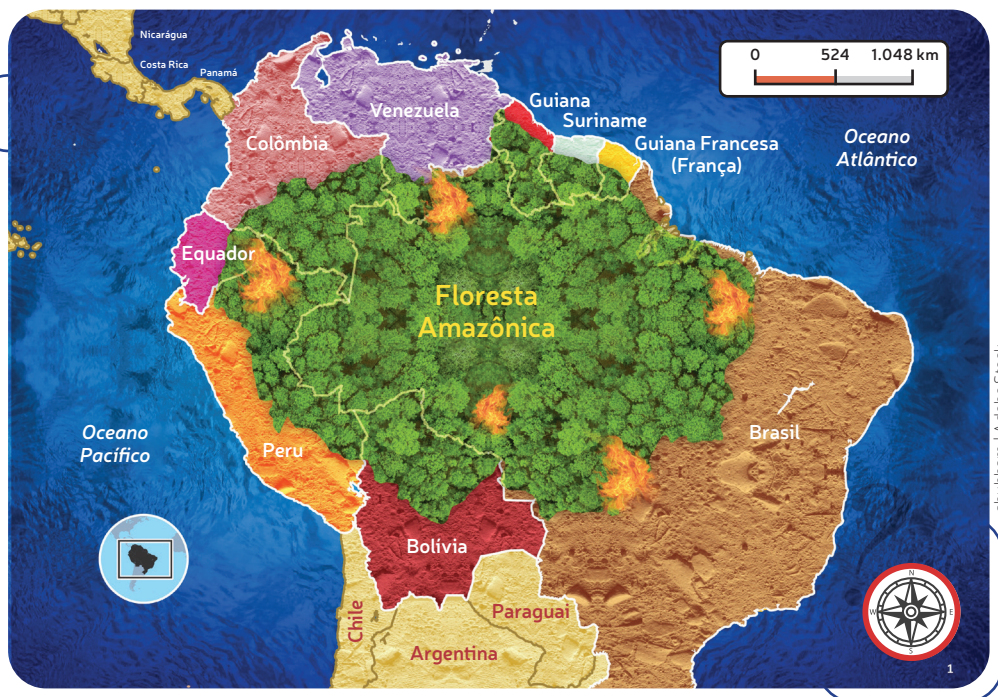 Nicarágua
Costa Rica
Panamá
0 524 1.048 km
Venezuela
Colômbia
Guiana
Suriname
Guiana Francesa
(França)
Oceano
Atlântico
Equador
Floresta
Amazônica
Oceano
Pacífico
Peru
Brasil
Bolívia
Chile
Paraguai
Argentina
N
W E
S
1